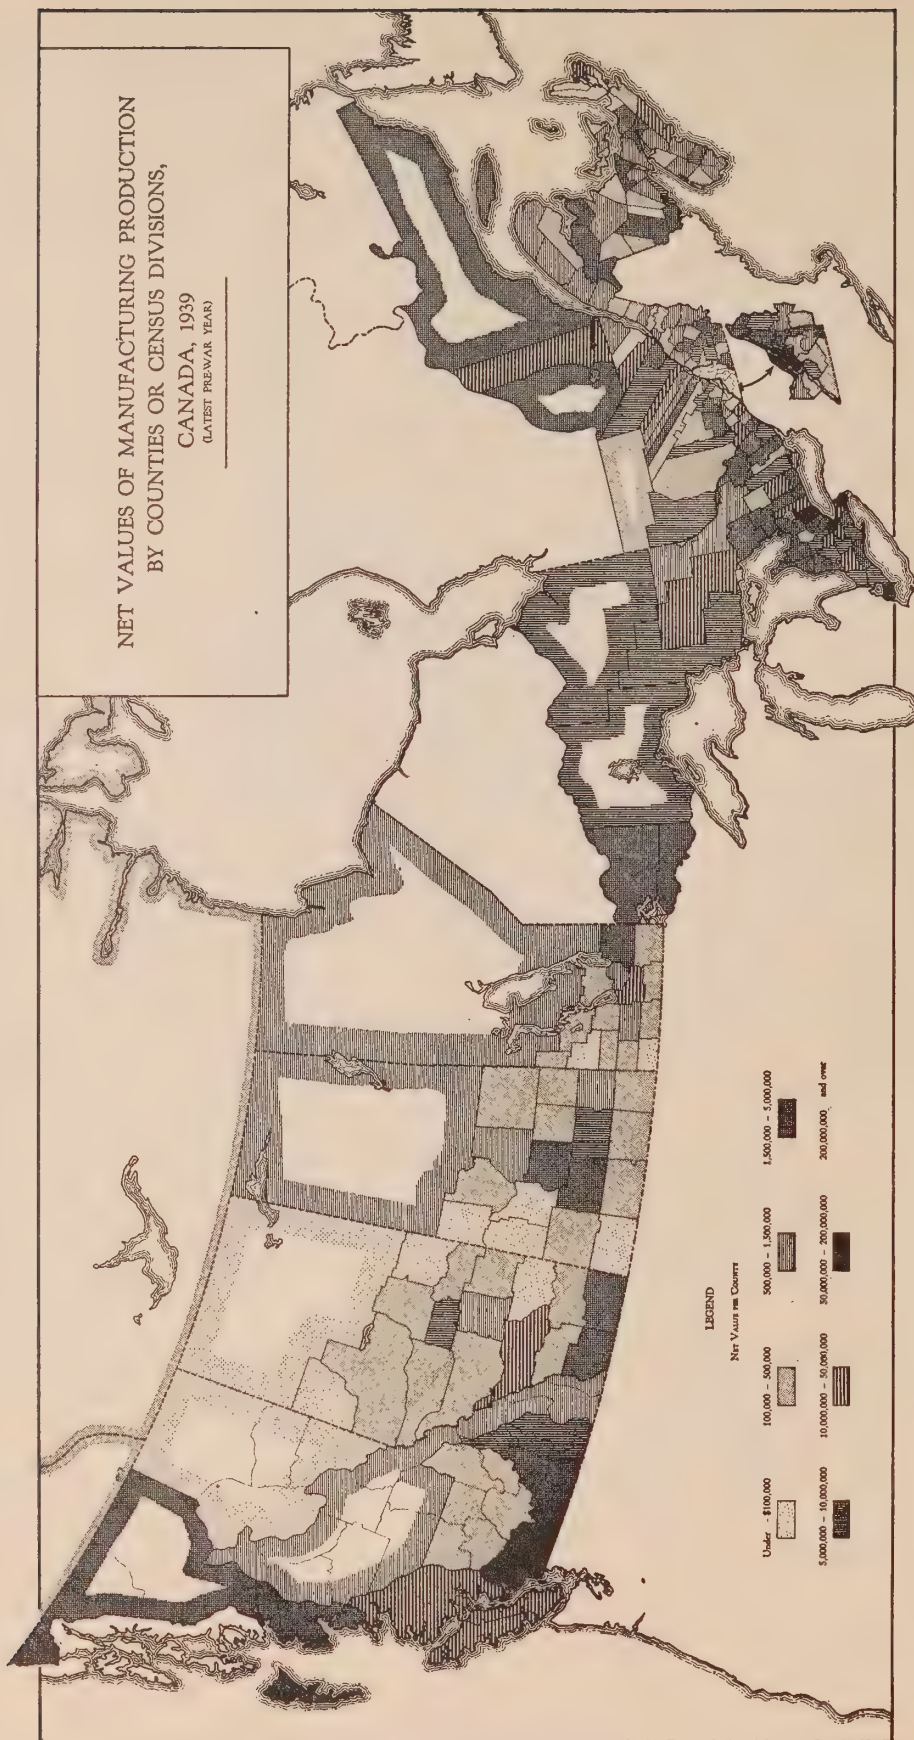 NET VALUES OF MANUFACTURING PRODUCTION
BY COUNTIES OR CENSUS DIVISIONS,
CANADA, 1939
(LATEST PRE-WAR YEAR)
LEGEND
NET VALUE PER COUNTY
Under - $100,000
100,000 - 500,000
500,000 - 1,500,000
1,500,000 - 5,000,000
5,000,000 - 10,000,000
10,000,000 - 50,000,000
50,000,000 - 200,000,000
200,000,000 and over